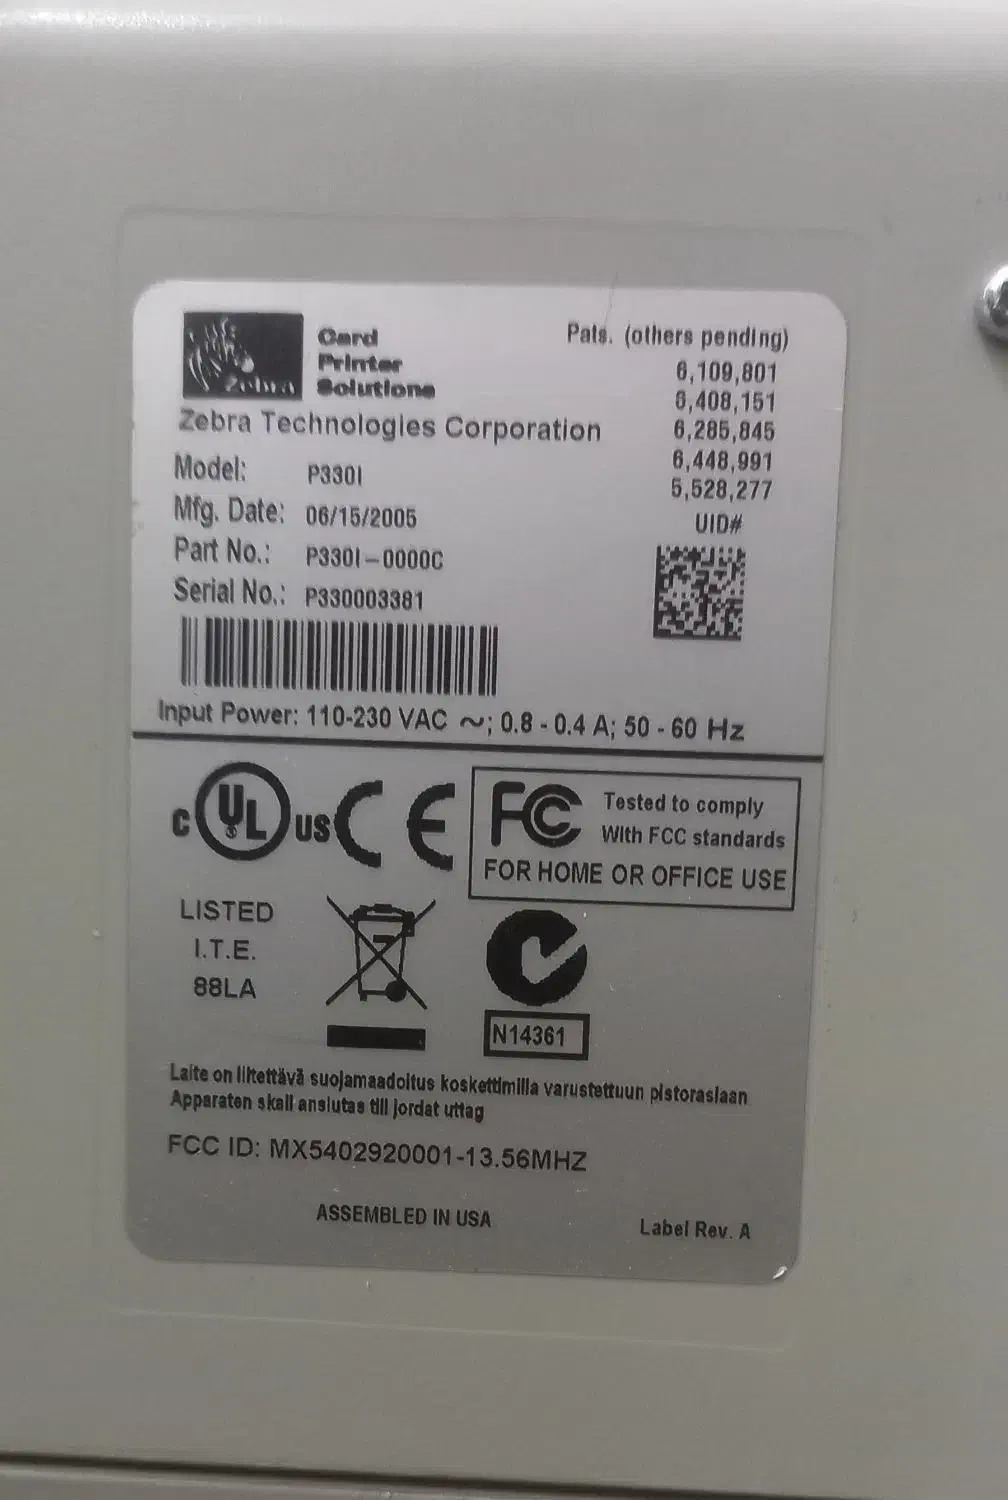 Zebra
Card
Printer
Solutions
Zebra Technologies Corporation
Model: P330I
Mfg. Date: 06/15/2005
Part No.: P330I-0000C
Serial No.: P330003381
Pats. (others pending)
6,109,801
6,408,151
6,285,845
6,448,991
5,528,277
UID#
Input Power: 110-230 VAC ~; 0.8 - 0.4 A; 50 - 60 Hz
C UL US CE
FC Tested to comply
With FCC standards
FOR HOME OR OFFICE USE
LISTED
I.T.E.
88LA
N14361
Laite on liitettävä suojamaadoitus koskettimilla varustettuun pistorasiaan
Apparaten skall anslutas till jordat uttag
FCC ID: MX5402920001-13.56MHZ
ASSEMBLED IN USA
Label Rev. A